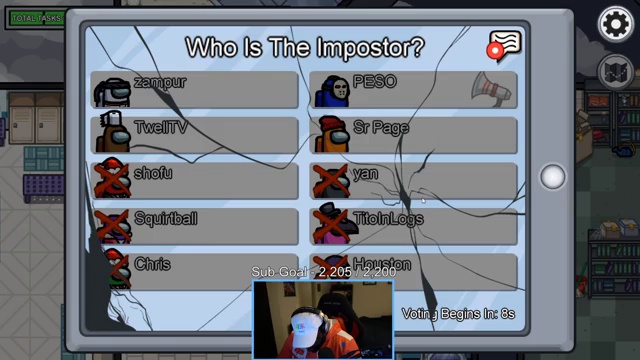 TOTAL TASKS
Who Is The Impostor?
zampur
PESO
TwellTV
Sr Page
shofu
yan
Squirtball
TitoInLogs
Chris
Houston
Sub Goal - 2,205 / 2,200
Voting Begins In: 8s